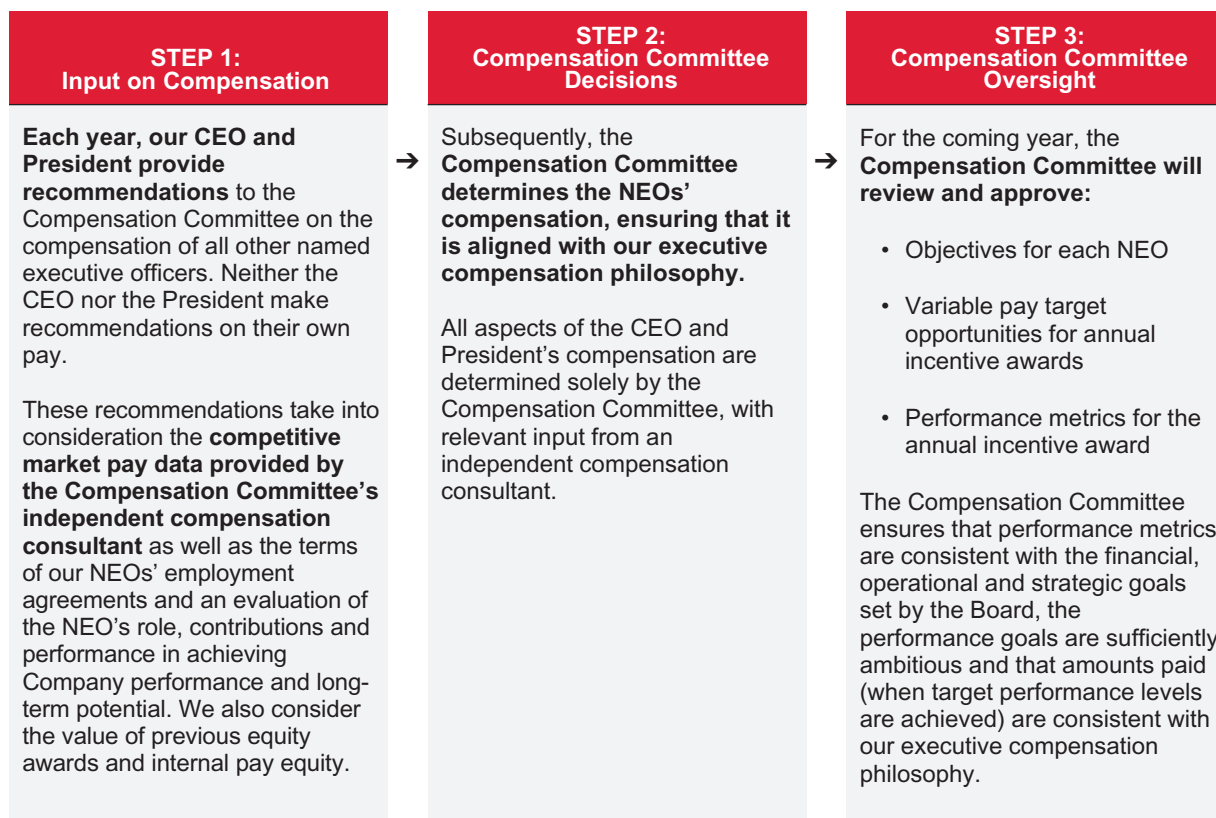 STEP 1:
Input on Compensation
Each year, our CEO and
President provide
recommendations to the
Compensation Committee on the
compensation of all other named
executive officers. Neither the
CEO nor the President make
recommendations on their own
pay.
These recommendations take into
consideration the competitive
market pay data provided by
the Compensation Committee’s
independent compensation
consultant as well as the terms
of our NEOs’ employment
agreements and an evaluation of
the NEO’s role, contributions and
performance in achieving
Company performance and long-
term potential. We also consider
the value of previous equity
awards and internal pay equity.
➔
STEP 2:
Compensation Committee
Decisions
Subsequently, the
Compensation Committee
determines the NEOs’
compensation, ensuring that it
is aligned with our executive
compensation philosophy.
All aspects of the CEO and
President’s compensation are
determined solely by the
Compensation Committee, with
relevant input from an
independent compensation
consultant.
➔
STEP 3:
Compensation Committee
Oversight
For the coming year, the
Compensation Committee will
review and approve:
• Objectives for each NEO
• Variable pay target
opportunities for annual
incentive awards
• Performance metrics for the
annual incentive award
The Compensation Committee
ensures that performance metrics
are consistent with the financial,
operational and strategic goals
set by the Board, the
performance goals are sufficiently
ambitious and that amounts paid
(when target performance levels
are achieved) are consistent with
our executive compensation
philosophy.